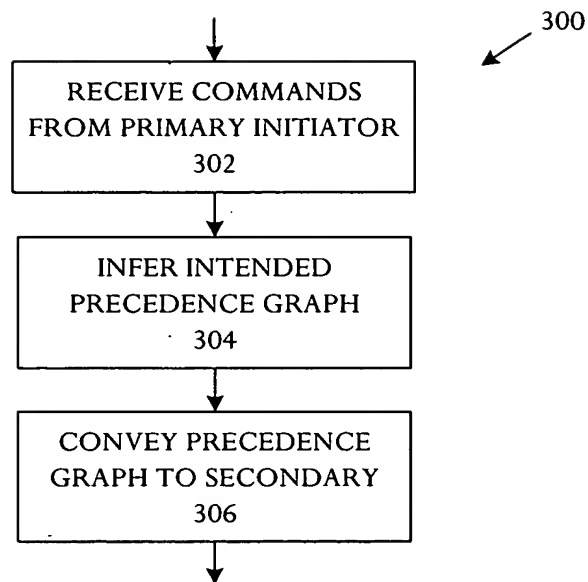 300
RECEIVE COMMANDS
FROM PRIMARY INITIATOR
302
INFER INTENDED
PRECEDENCE GRAPH
304
CONVEY PRECEDENCE
GRAPH TO SECONDARY
306